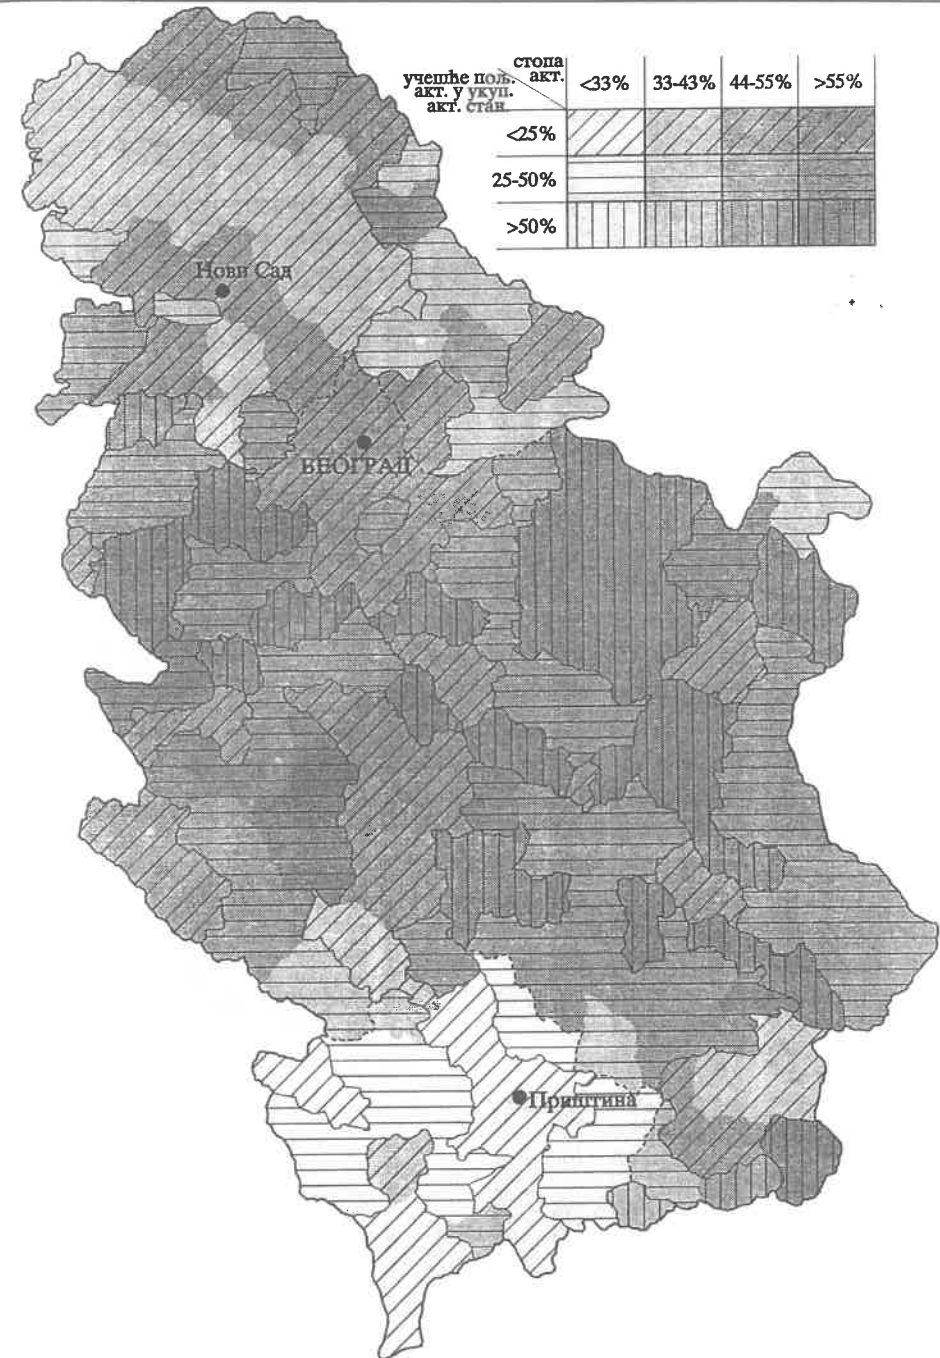 стопа
акт.
учешће пољ.
акт. у укуп.
акт. стан.
<33% 33-43% 44-55% >55%
<25%
25-50%
>50%
Нови Сад
БЕОГРАД
Приштина